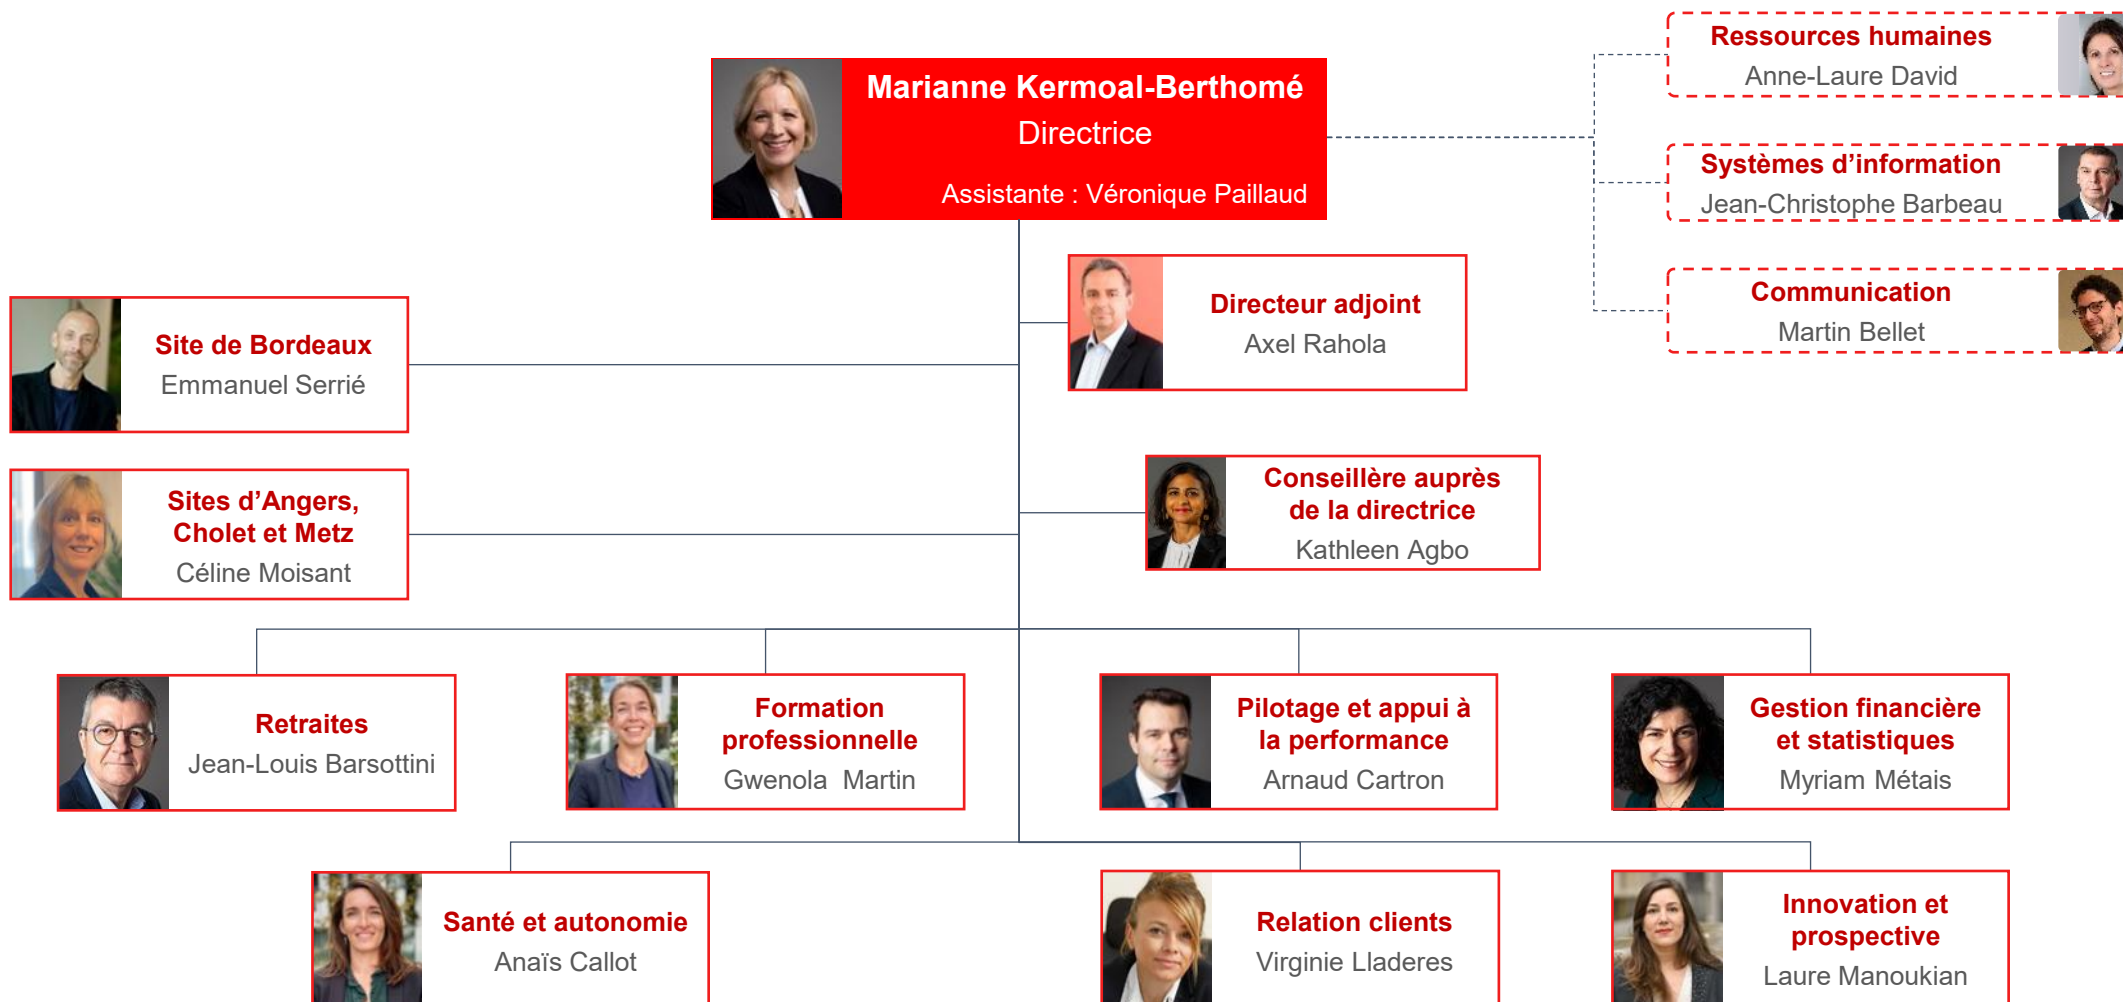 Marianne Kermoal-Berthomé
Directrice
Assistante : Véronique Paillaud
Ressources humaines
Anne-Laure David
Systèmes d’information
Jean-Christophe Barbeau
Communication
Martin Bellet
Directeur adjoint
Axel Rahola
Site de Bordeaux
Emmanuel Serrié
Conseillère auprès
de la directrice
Kathleen Agbo
Sites d’Angers,
Cholet et Metz
Céline Moisant
Retraites
Jean-Louis Barsottini
Formation
professionnelle
Gwenola  Martin
Pilotage et appui à
la performance
Arnaud Cartron
Gestion financière
et statistiques
Myriam Métais
Santé et autonomie
Anaïs Callot
Relation clients
Virginie Lladeres
Innovation et
prospective
Laure Manoukian